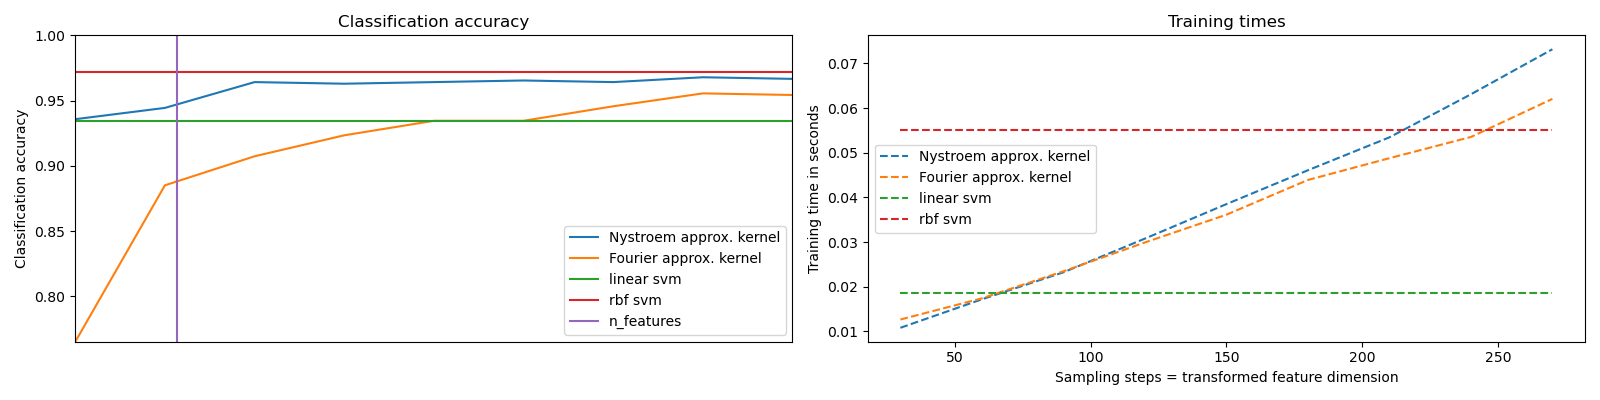 Classification accuracy
Classification accuracy
1.00
0.95
0.90
0.85
0.80
Nystroem approx. kernel
Fourier approx. kernel
linear svm
rbf svm
n_features
Training times
Training time in seconds
0.07
0.06
0.05
0.04
0.03
0.02
0.01
Nystroem approx. kernel
Fourier approx. kernel
linear svm
rbf svm
50 100 150 200 250
Sampling steps = transformed feature dimension